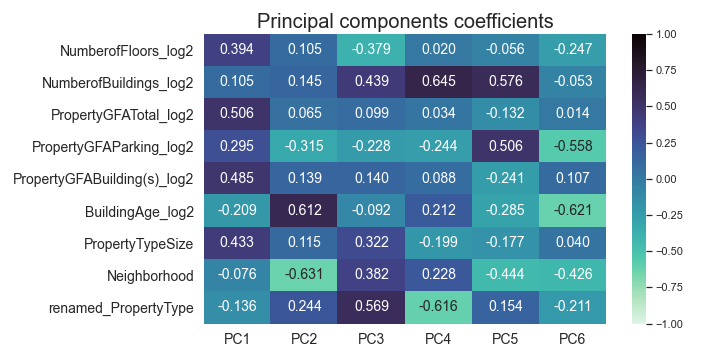 Principal components coefficients
NumberofFloors_log2 0.394 0.105 -0.379 0.020 -0.056 -0.247
NumberofBuildings_log2 0.105 0.145 0.439 0.645 0.576 -0.053
PropertyGFATotal_log2 0.506 0.065 0.099 0.034 -0.132 0.014
PropertyGFAParking_log2 0.295 -0.315 -0.228 -0.244 0.506 -0.558
PropertyGFABuilding(s)_log2 0.485 0.139 0.140 0.088 -0.241 0.107
BuildingAge_log2 -0.209 0.612 -0.092 0.212 -0.285 -0.621
PropertyTypeSize 0.433 0.115 0.322 -0.199 -0.177 0.040
Neighborhood -0.076 -0.631 0.382 0.228 -0.444 -0.426
renamed_PropertyType -0.136 0.244 0.569 -0.616 0.154 -0.211
PC1 PC2 PC3 PC4 PC5 PC6
1.00
0.75
0.50
0.25
0.00
-0.25
-0.50
-0.75
-1.00